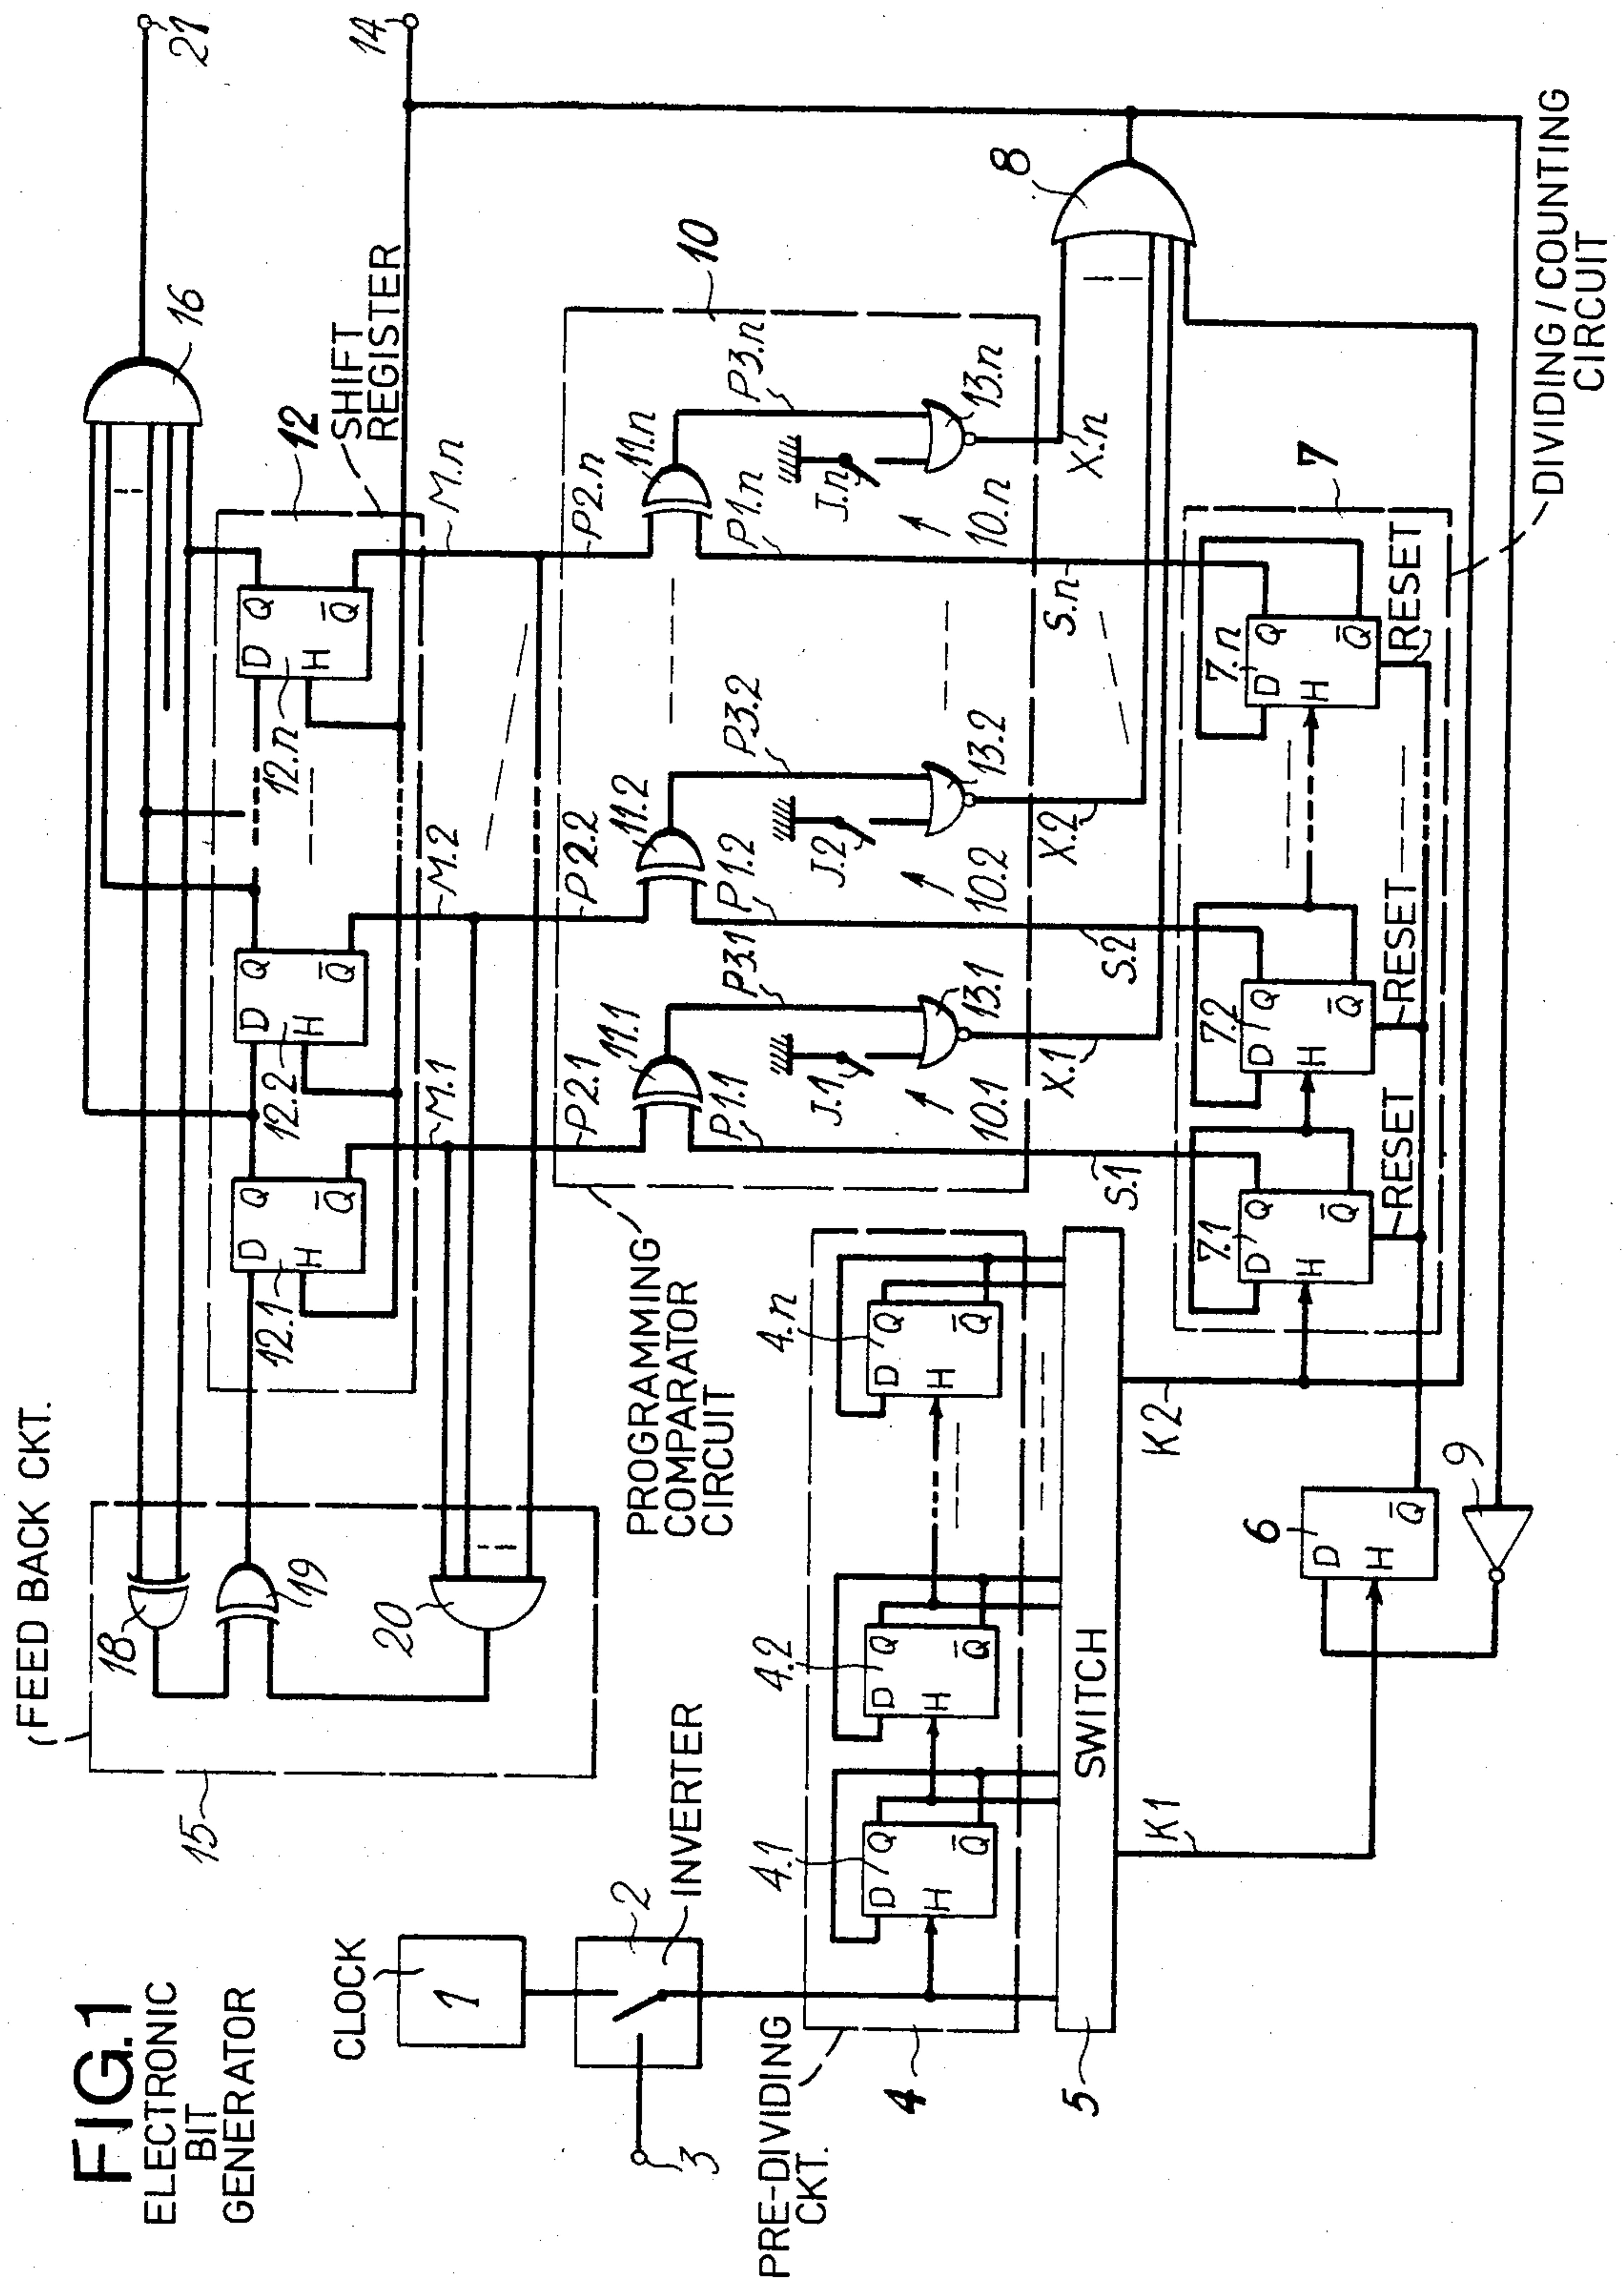 FIG.1
ELECTRONIC
BIT
GENERATOR
FEED BACK CKT.
15
18
19
20
CLOCK
1
2
INVERTER
3
21
14
16
12
SHIFT
REGISTER
12.1
D
Q
H
Q̅
12.2
D
Q
H
Q̅
12.n
D
Q
H
Q̅
M.1
M.2
M.n
PROGRAMMING
COMPARATOR
CIRCUIT
10
P2.1
11.1
P1.1
P3.1
J.1
13.1
10.1
X.1
P2.2
11.2
P1.2
P3.2
J.2
13.2
10.2
X.2
P2.n
11.n
P1.n
P3.n
J.n
13.n
10.n
X.n
S.1
S.2
S.n
8
PRE-DIVIDING
CKT.
4
4.1
D
Q
H
Q̅
4.2
D
Q
H
Q̅
4.n
D
Q
H
Q̅
SWITCH
5
K1
K2
6
D
H
Q̅
9
7
7.1
D
Q
H
Q̅
RESET
7.2
D
Q
H
Q̅
RESET
7.n
D
Q
H
Q̅
RESET
DIVIDING/COUNTING
CIRCUIT